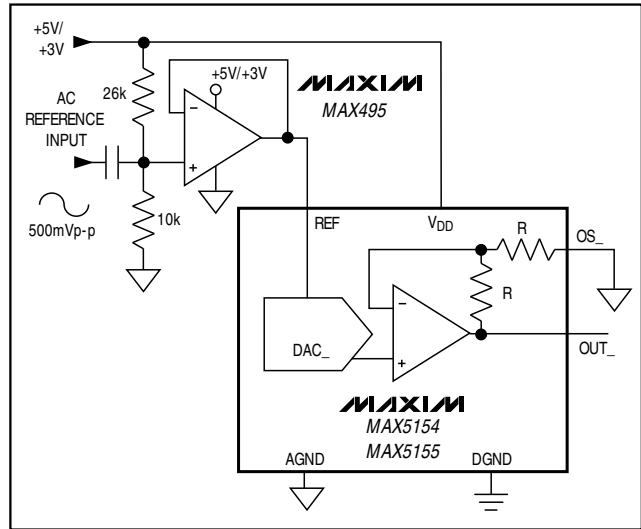 +5V/
+3V
26k
+5V/+3V
MAXIM
MAX495
AC
REFERENCE
INPUT
−
+
10k
500mVp-p
REF
VDD
R
OS_
R
−
+
DAC_
OUT_
MAXIM
MAX5154
MAX5155
AGND
DGND